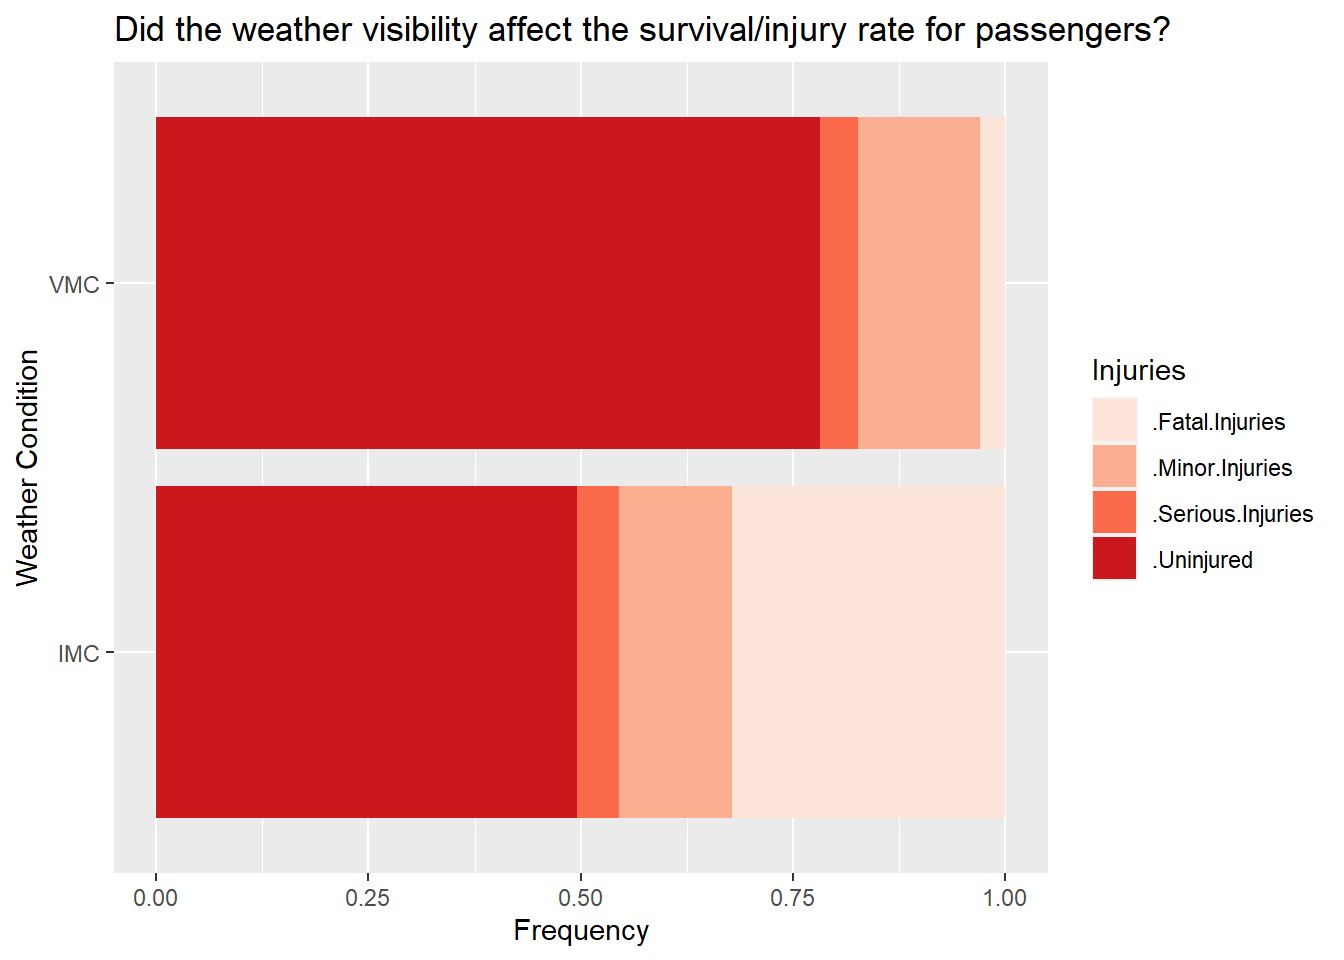 Did the weather visibility affect the survival/injury rate for passengers?
VMC
IMC
Weather Condition
0.00
0.25
0.50
0.75
1.00
Frequency
Injuries
.Fatal.Injuries
.Minor.Injuries
.Serious.Injuries
.Uninjured